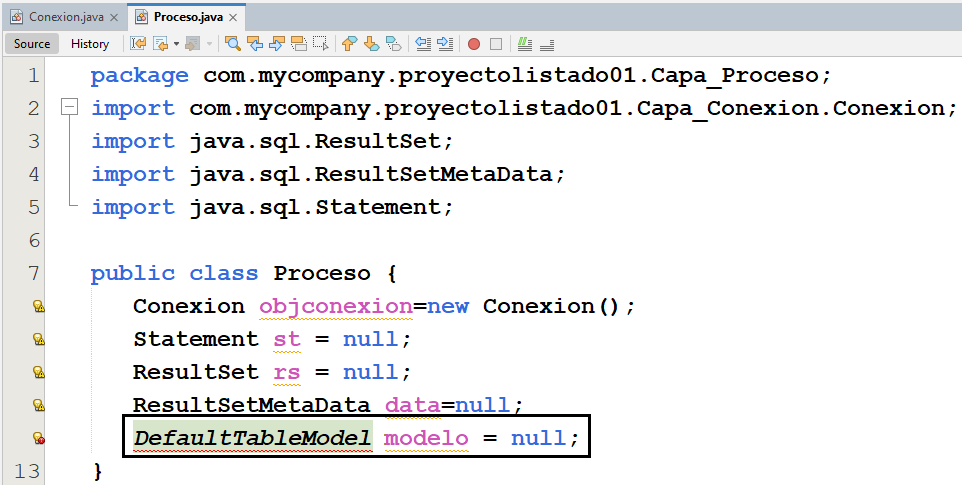 Conexion.java Proceso.java
Source History
1 package com.mycompany.proyectolistado01.Capa_Proceso;
2 import com.mycompany.proyectolistado01.Capa_Conexion.Conexion;
3 import java.sql.ResultSet;
4 import java.sql.ResultSetMetaData;
5 import java.sql.Statement;
6
7 public class Proceso {
Conexion objconexion=new Conexion();
Statement st = null;
ResultSet rs = null;
ResultSetMetaData data=null;
DefaultTableModel modelo = null;
13 }